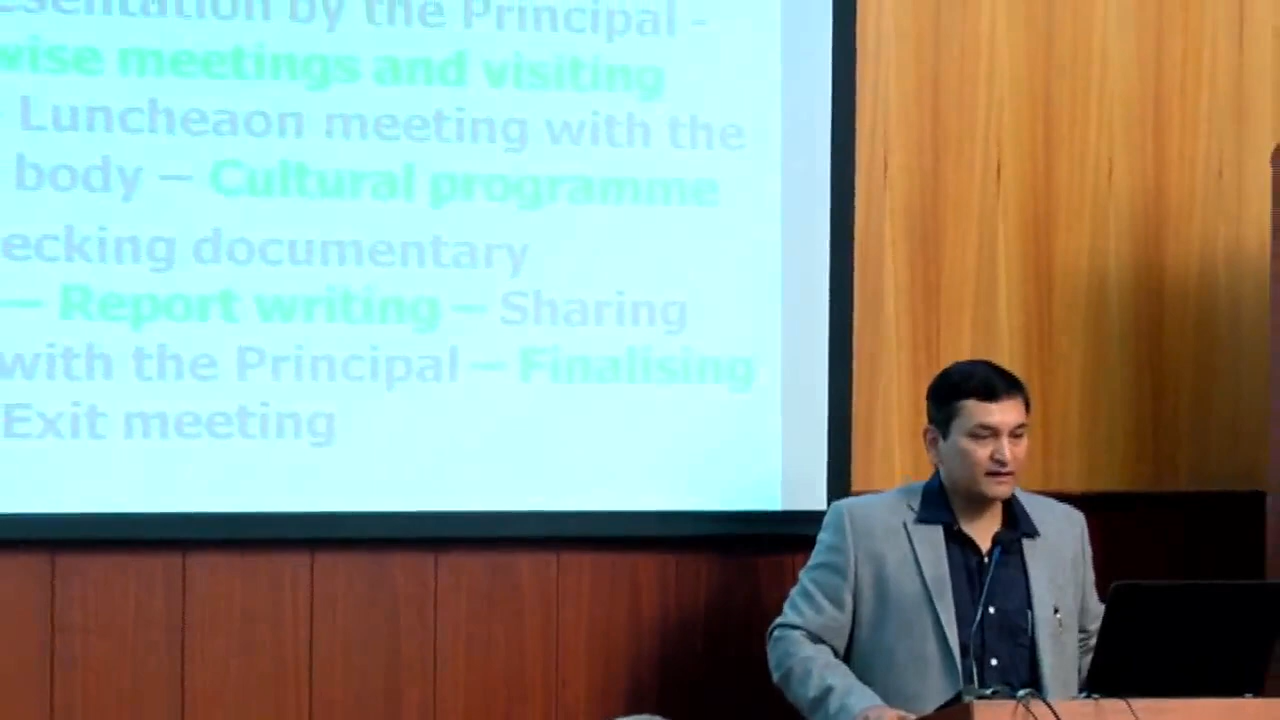 esentation by the Principal -
wise meetings and visiting
- Luncheaon meeting with the
body – Cultural programme
ecking documentary
– Report writing – Sharing
with the Principal – Finalising
Exit meeting